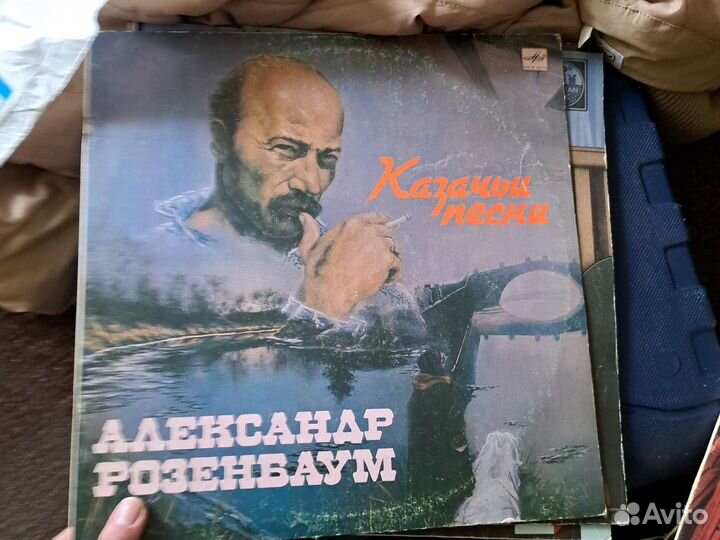 Казачьи
песни
АЛЕКСАНДР
РОЗЕНБАУМ
Avito